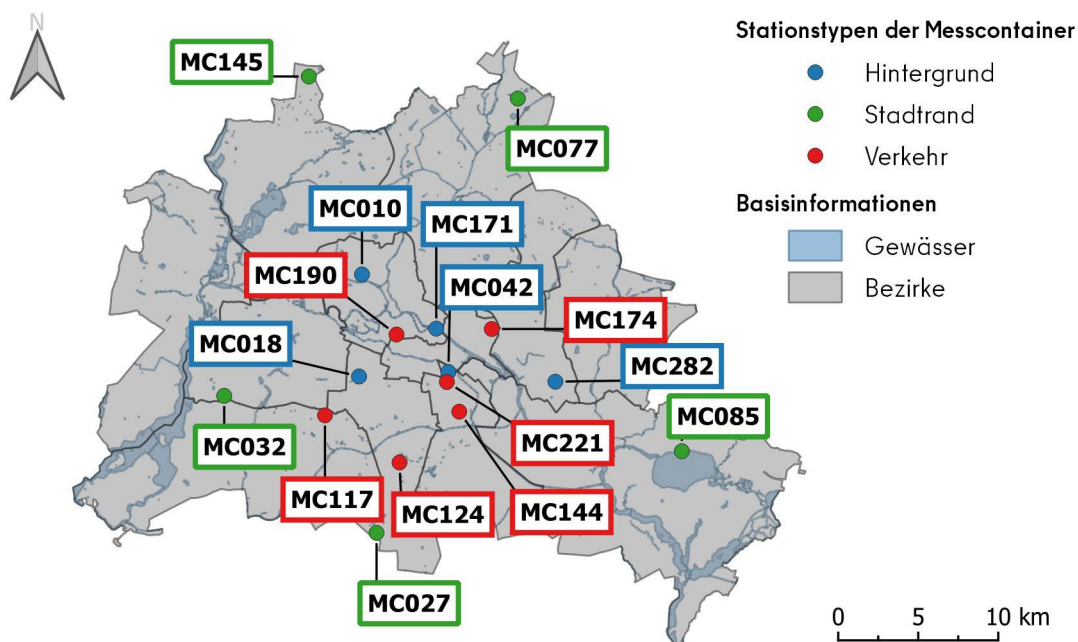 N
MC145
MC077
MC010
MC171
MC190
MC042
MC174
MC018
MC282
MC085
MC032
MC221
MC117
MC124
MC144
MC027
Stationstypen der Messcontainer
Hintergrund
Stadtrand
Verkehr
Basisinformationen
Gewässer
Bezirke
0 5 10 km